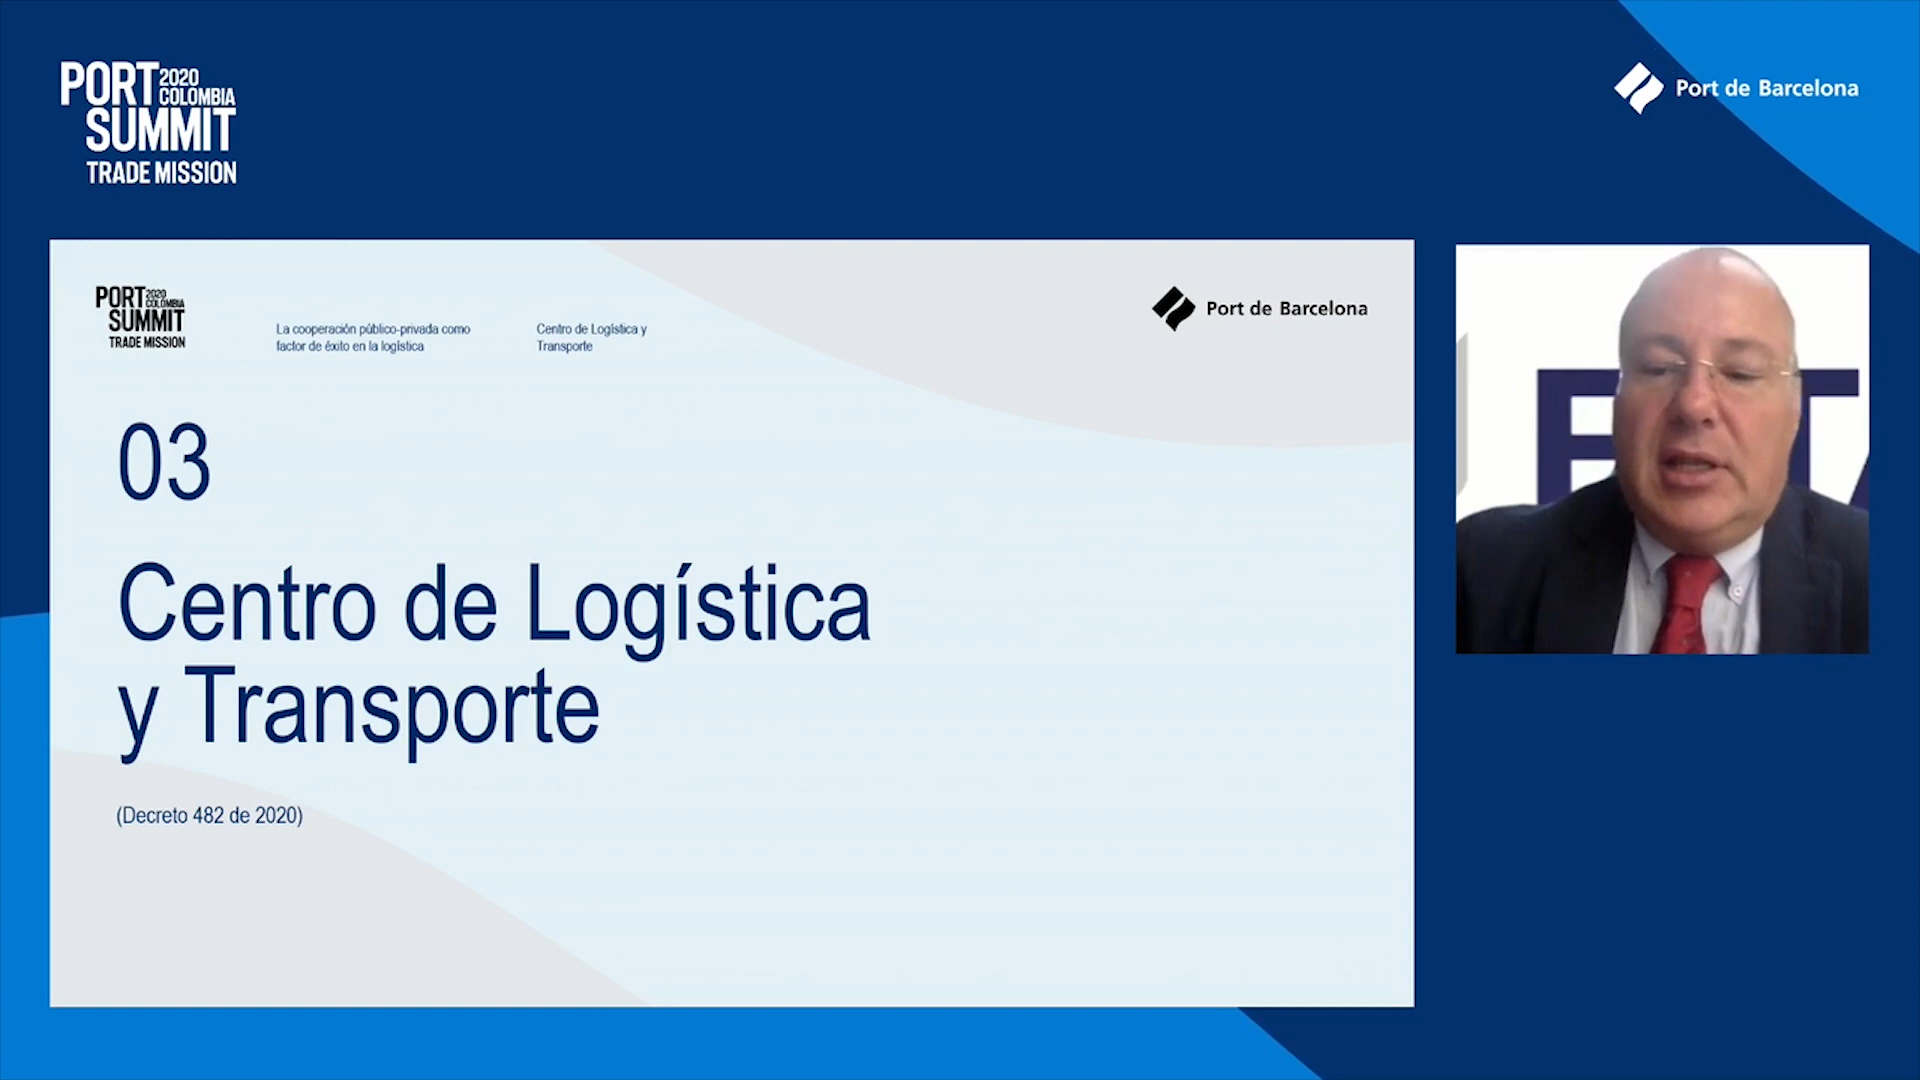 PORT 2020
COLOMBIA
SUMMIT
TRADE MISSION
Port de Barcelona
PORT 2020
COLOMBIA
SUMMIT
TRADE MISSION
La cooperación público-privada como
factor de éxito en la logística
Centro de Logística y
Transporte
Port de Barcelona
03
Centro de Logística
y Transporte
(Decreto 482 de 2020)